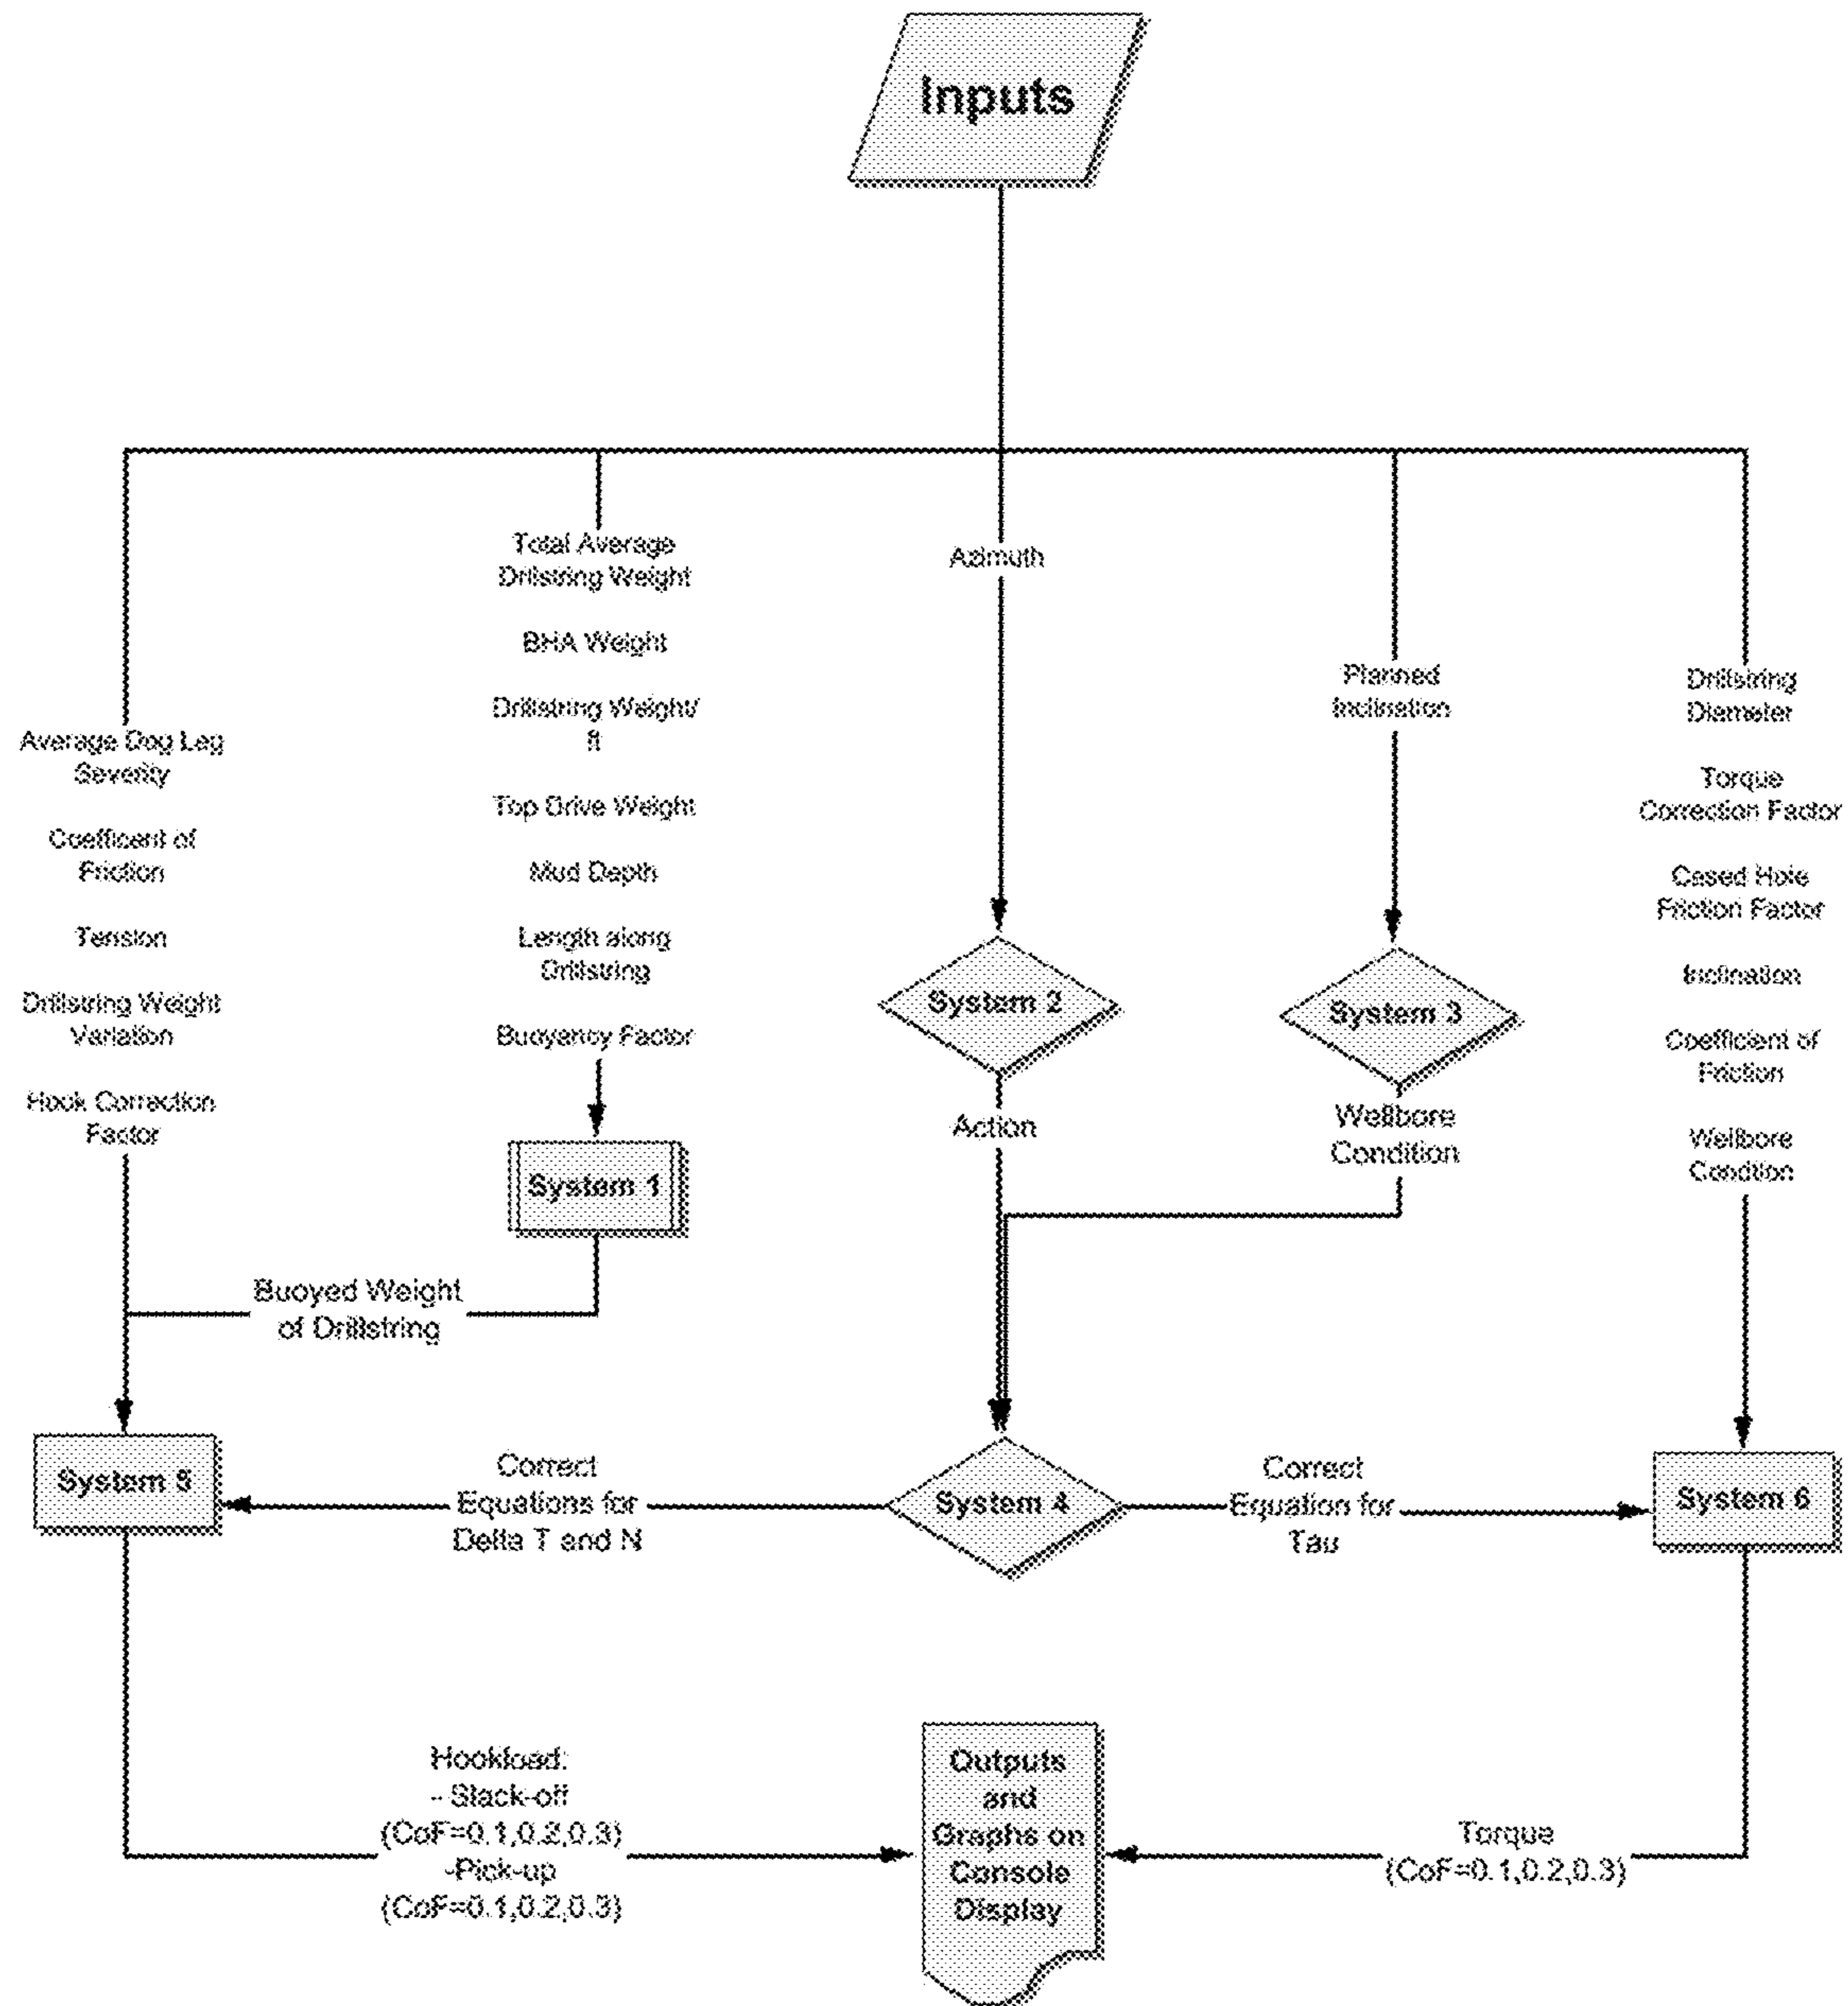 Inputs
Average Dog Leg
Severity
Coefficent of
Friction
Tension
Drillstring Weight
Variation
Hook Correction
Factor
Total Average
Drillstring Weight
BHA Weight
Drillstring Weight/
ft
Top Drive Weight
Mud Depth
Length along
Drillstring
Buoyancy Factor
Azimuth
Planned
Inclination
Drillstring
Diameter
Torque
Correction Factor
Cased Hole
Friction Factor
Inclination
Coefficient of
Friction
Wellbore
Condtion
System 2
System 3
Action
Wellbore
Condition
System 1
Buoyed Weight
of Drillstring
System 5
Correct
Equations for
Delta T and N
System 4
Correct
Equation for
Tau
System 6
Hookload:
- Slack-off
(CoF=0.1,0.2,0.3)
-Pick-up
(CoF=0.1,0.2,0.3)
Outputs
and
Graphs on
Console
Display
Torque
(CoF=0.1,0.2,0.3)